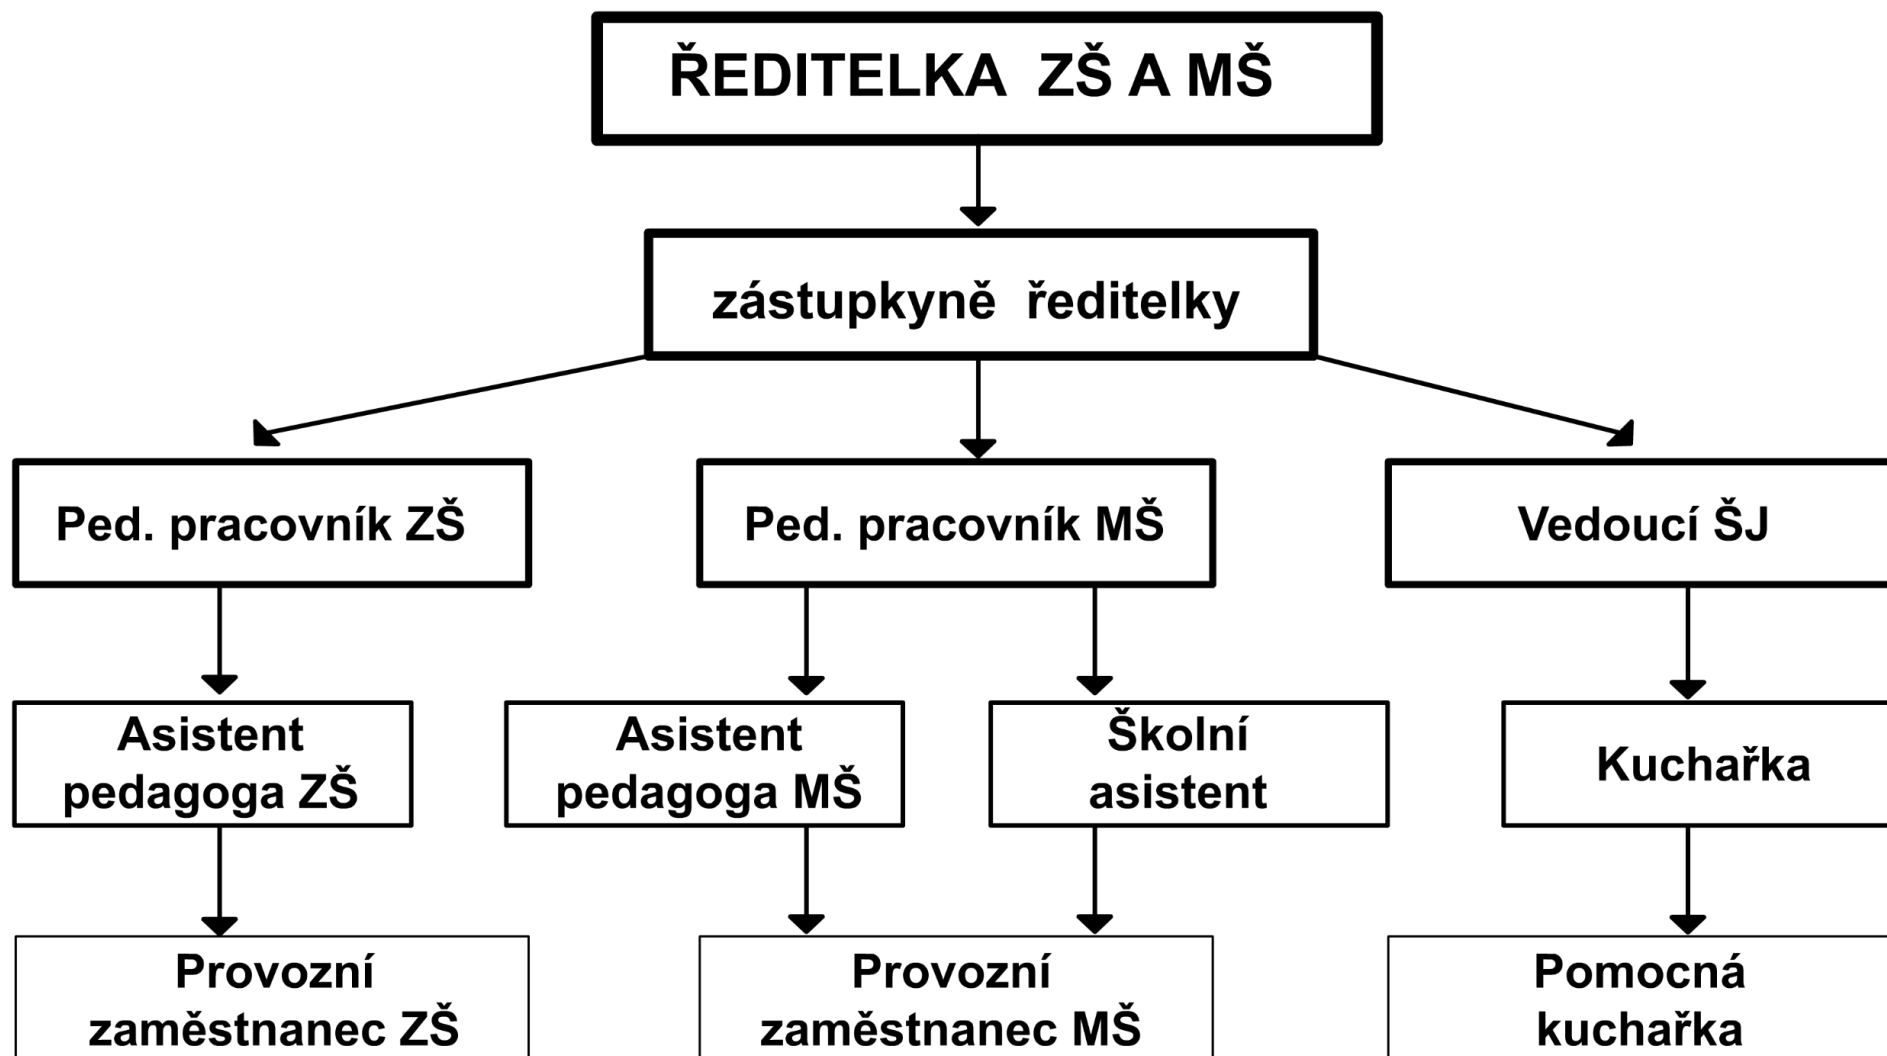 ŘEDITELKA ZŠ A MŠ
zástupkyně ředitelky
Ped. pracovník ZŠ
Ped. pracovník MŠ
Vedoucí ŠJ
Asistent
pedagoga ZŠ
Asistent
pedagoga MŠ
Školní
asistent
Kuchařka
Provozní
zaměstnanec ZŠ
Provozní
zaměstnanec MŠ
Pomocná
kuchařka